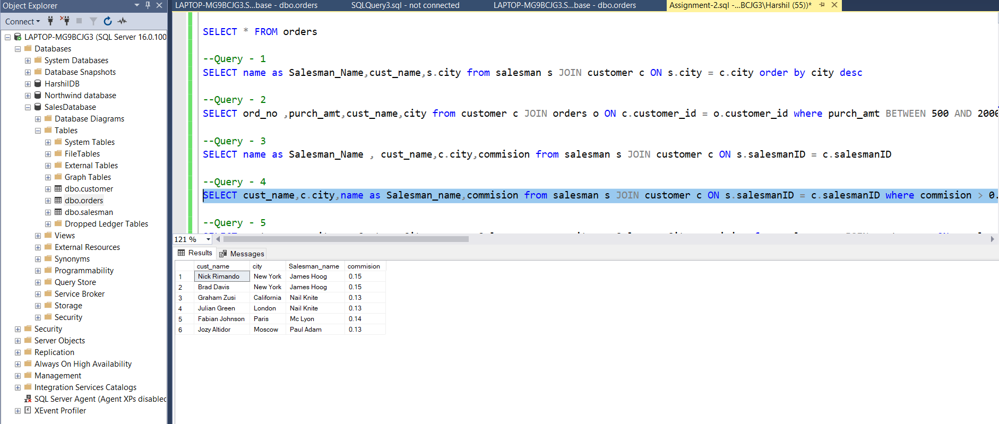 Object Explorer
Connect
LAPTOP-MG9BCJG3 (SQL Server 16.0.100
Databases
System Databases
Database Snapshots
HarshilDB
Northwind database
SalesDatabase
Database Diagrams
Tables
System Tables
FileTables
External Tables
Graph Tables
dbo.customer
dbo.orders
dbo.salesman
Dropped Ledger Tables
Views
External Resources
Synonyms
Programmability
Query Store
Service Broker
Storage
Security
Security
Server Objects
Replication
Always On High Availability
Management
Integration Services Catalogs
SQL Server Agent (Agent XPs disabled
XEvent Profiler
LAPTOP-MG9BCJG3.S...base - dbo.orders
SQLQuery3.sql - not connected
LAPTOP-MG9BCJG3.S...base - dbo.orders
Assignment-2.sql -...BCJG3\Harshil (55))*
SELECT * FROM orders
--Query - 1
SELECT name as Salesman_Name,cust_name,s.city from salesman s JOIN customer c ON s.city = c.city order by city desc
--Query - 2
SELECT ord_no ,purch_amt,cust_name,city from customer c JOIN orders o ON c.customer_id = o.customer_id where purch_amt BETWEEN 500 AND 2000
--Query - 3
SELECT name as Salesman_Name , cust_name,c.city,commision from salesman s JOIN customer c ON s.salesmanID = c.salesmanID
--Query - 4
SELECT cust_name,c.city,name as Salesman_name,commision from salesman s JOIN customer c ON s.salesmanID = c.salesmanID where commision > 0.
--Query - 5
121 %
Results
Messages
cust_name city Salesman_name commision
1 Nick Rimando New York James Hoog 0.15
2 Brad Davis New York James Hoog 0.15
3 Graham Zusi California Nail Knite 0.13
4 Julian Green London Nail Knite 0.13
5 Fabian Johnson Paris Mc Lyon 0.14
6 Jozy Altidor Moscow Paul Adam 0.13